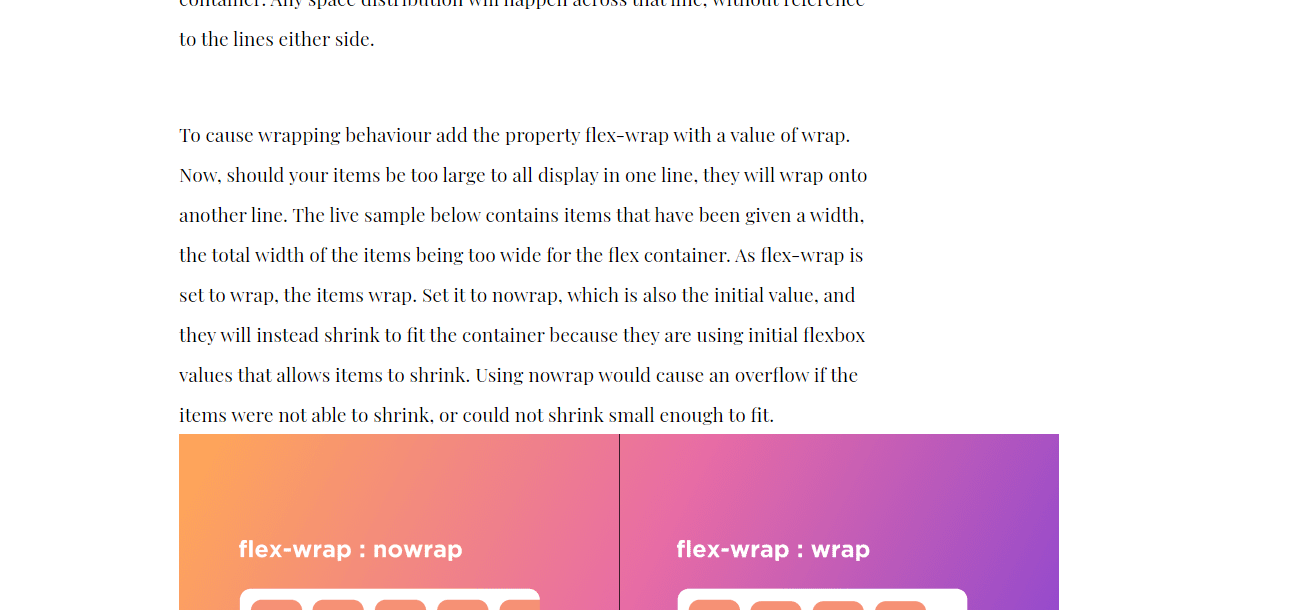 container. Any space distribution will happen across that line, without reference
to the lines either side.
To cause wrapping behaviour add the property flex-wrap with a value of wrap.
Now, should your items be too large to all display in one line, they will wrap onto
another line. The live sample below contains items that have been given a width,
the total width of the items being too wide for the flex container. As flex-wrap is
set to wrap, the items wrap. Set it to nowrap, which is also the initial value, and
they will instead shrink to fit the container because they are using initial flexbox
values that allows items to shrink. Using nowrap would cause an overflow if the
items were not able to shrink, or could not shrink small enough to fit.
flex-wrap : nowrap
flex-wrap : wrap